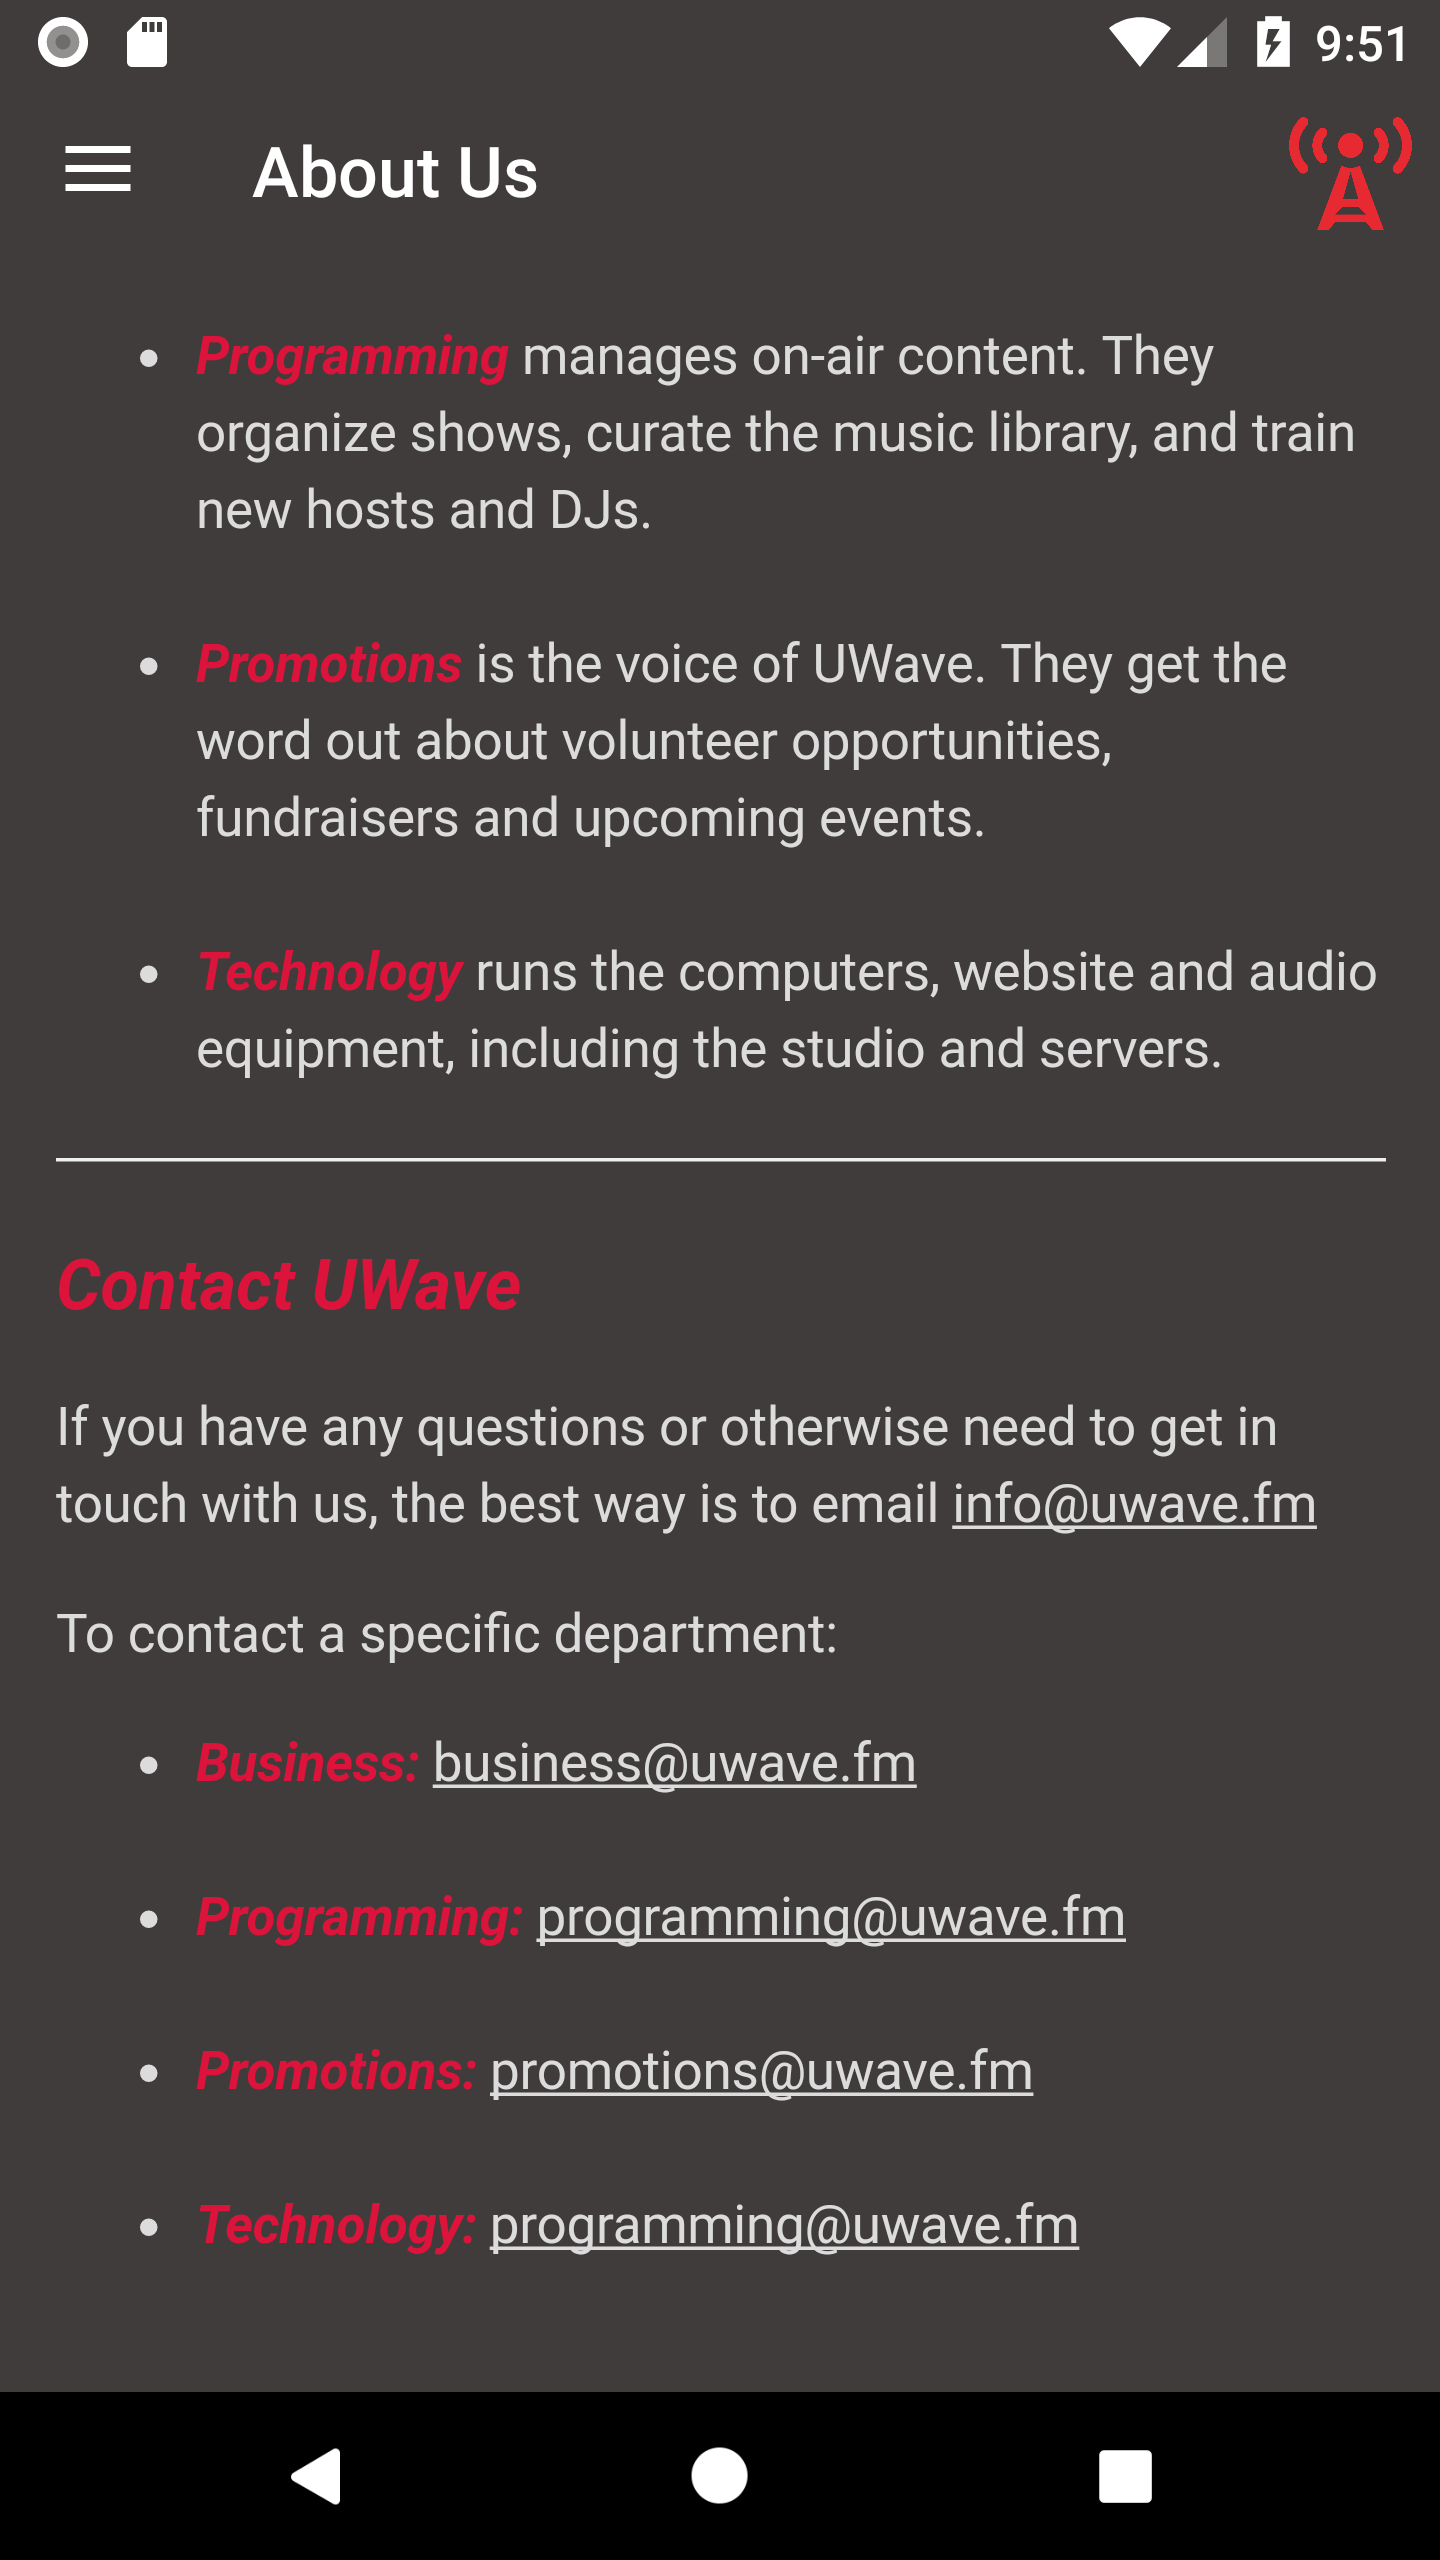 9:51
About Us
• Programming manages on-air content. They
organize shows, curate the music library, and train
new hosts and DJs.
• Promotions is the voice of UWave. They get the
word out about volunteer opportunities,
fundraisers and upcoming events.
• Technology runs the computers, website and audio
equipment, including the studio and servers.
Contact UWave
If you have any questions or otherwise need to get in
touch with us, the best way is to email info@uwave.fm
To contact a specific department:
• Business: business@uwave.fm
• Programming: programming@uwave.fm
• Promotions: promotions@uwave.fm
• Technology: programming@uwave.fm